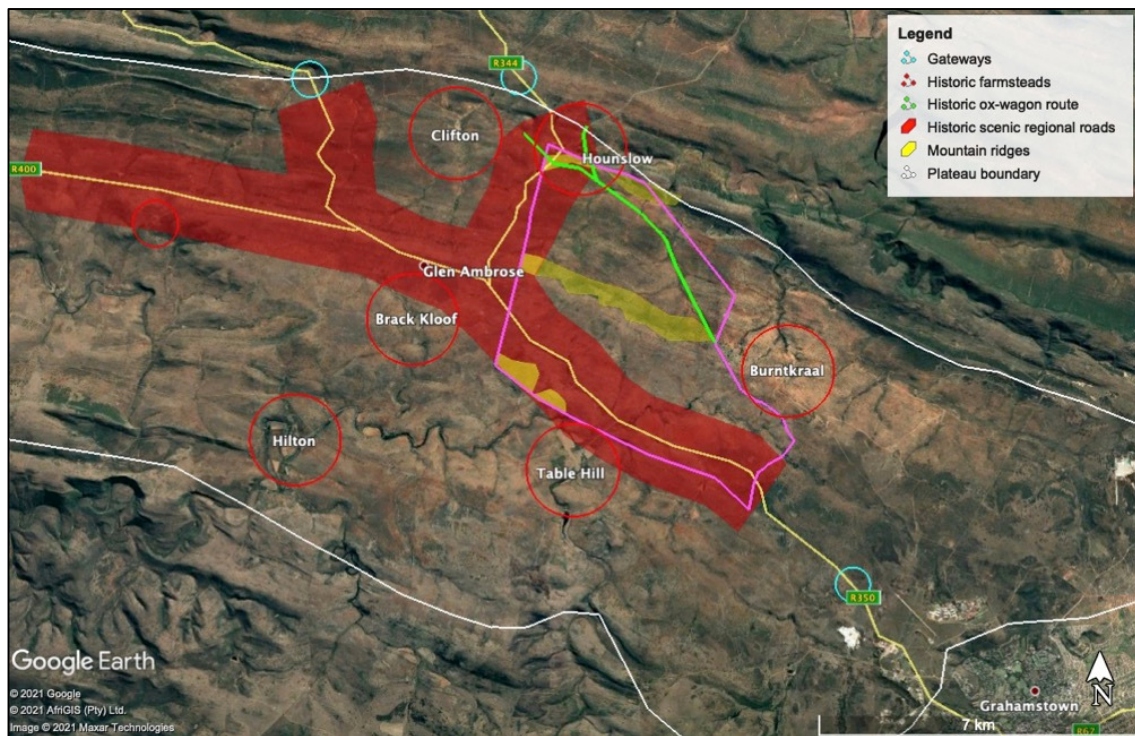 Legend
Gateways
Historic farmsteads
Historic ox-wagon route
Historic scenic regional roads
Mountain ridges
Plateau boundary
R344
Clifton
Hounslow
R400
Glen Ambrose
Brack Kloof
Burntkraal
Hilton
Table Hill
R350
Google Earth
© 2021 Google
© 2021 AfriGIS (Pty) Ltd.
Image © 2021 Maxar Technologies
N
Grahamstown
7 km
R67